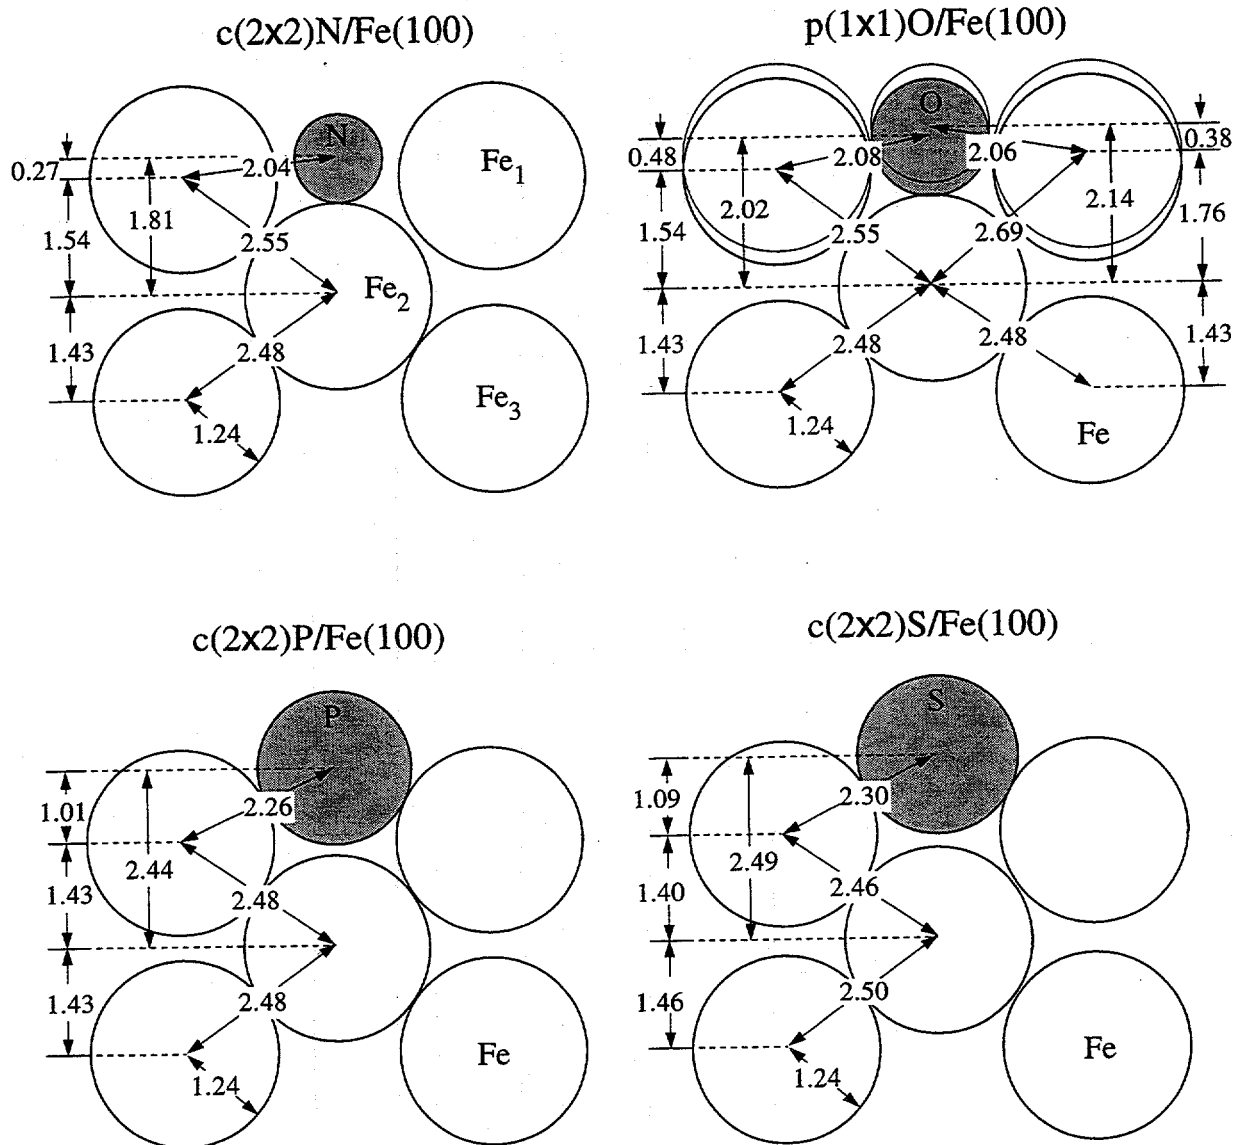 c(2x2)N/Fe(100)
N
Fe1
0.27
2.04
1.81
1.54
2.55
Fe2
1.43
2.48
Fe3
1.24
p(1x1)O/Fe(100)
O
0.48
2.08
2.06
0.38
2.02
2.14
1.76
1.54
2.55
2.69
1.43
2.48
2.48
1.43
1.24
Fe
c(2x2)P/Fe(100)
P
1.01
2.26
2.44
1.43
2.48
1.43
2.48
Fe
1.24
c(2x2)S/Fe(100)
S
1.09
2.30
2.49
1.40
2.46
1.46
2.50
Fe
1.24